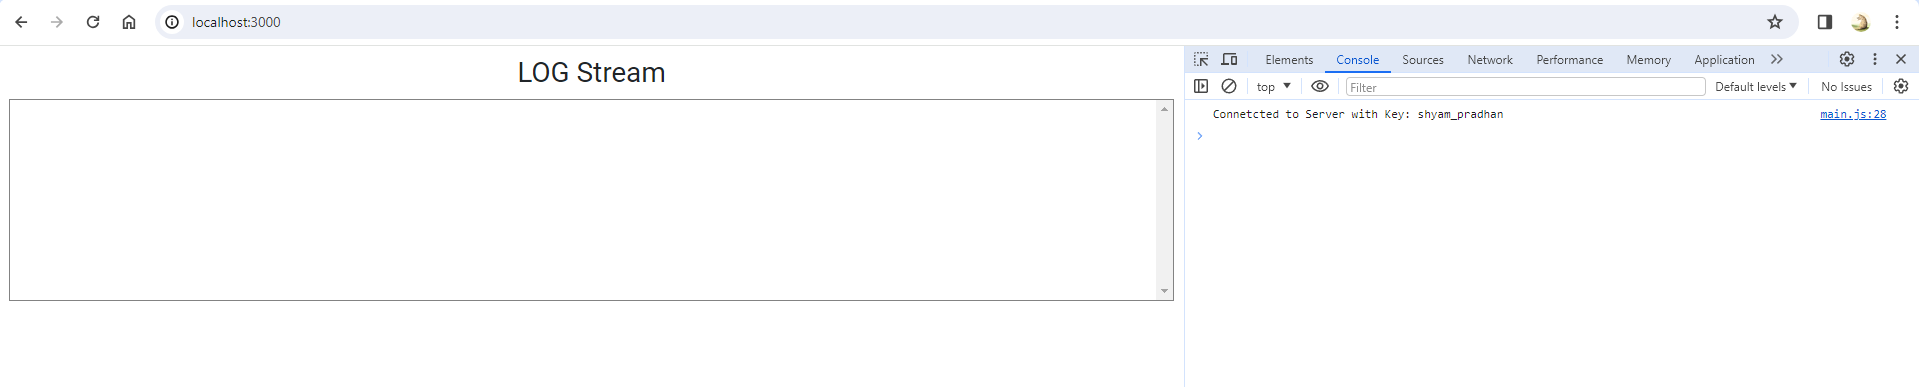 localhost:3000
LOG Stream
Elements Console Sources Network Performance Memory Application
top Filter Default levels No Issues
Connetcted to Server with Key: shyam_pradhan main.js:28